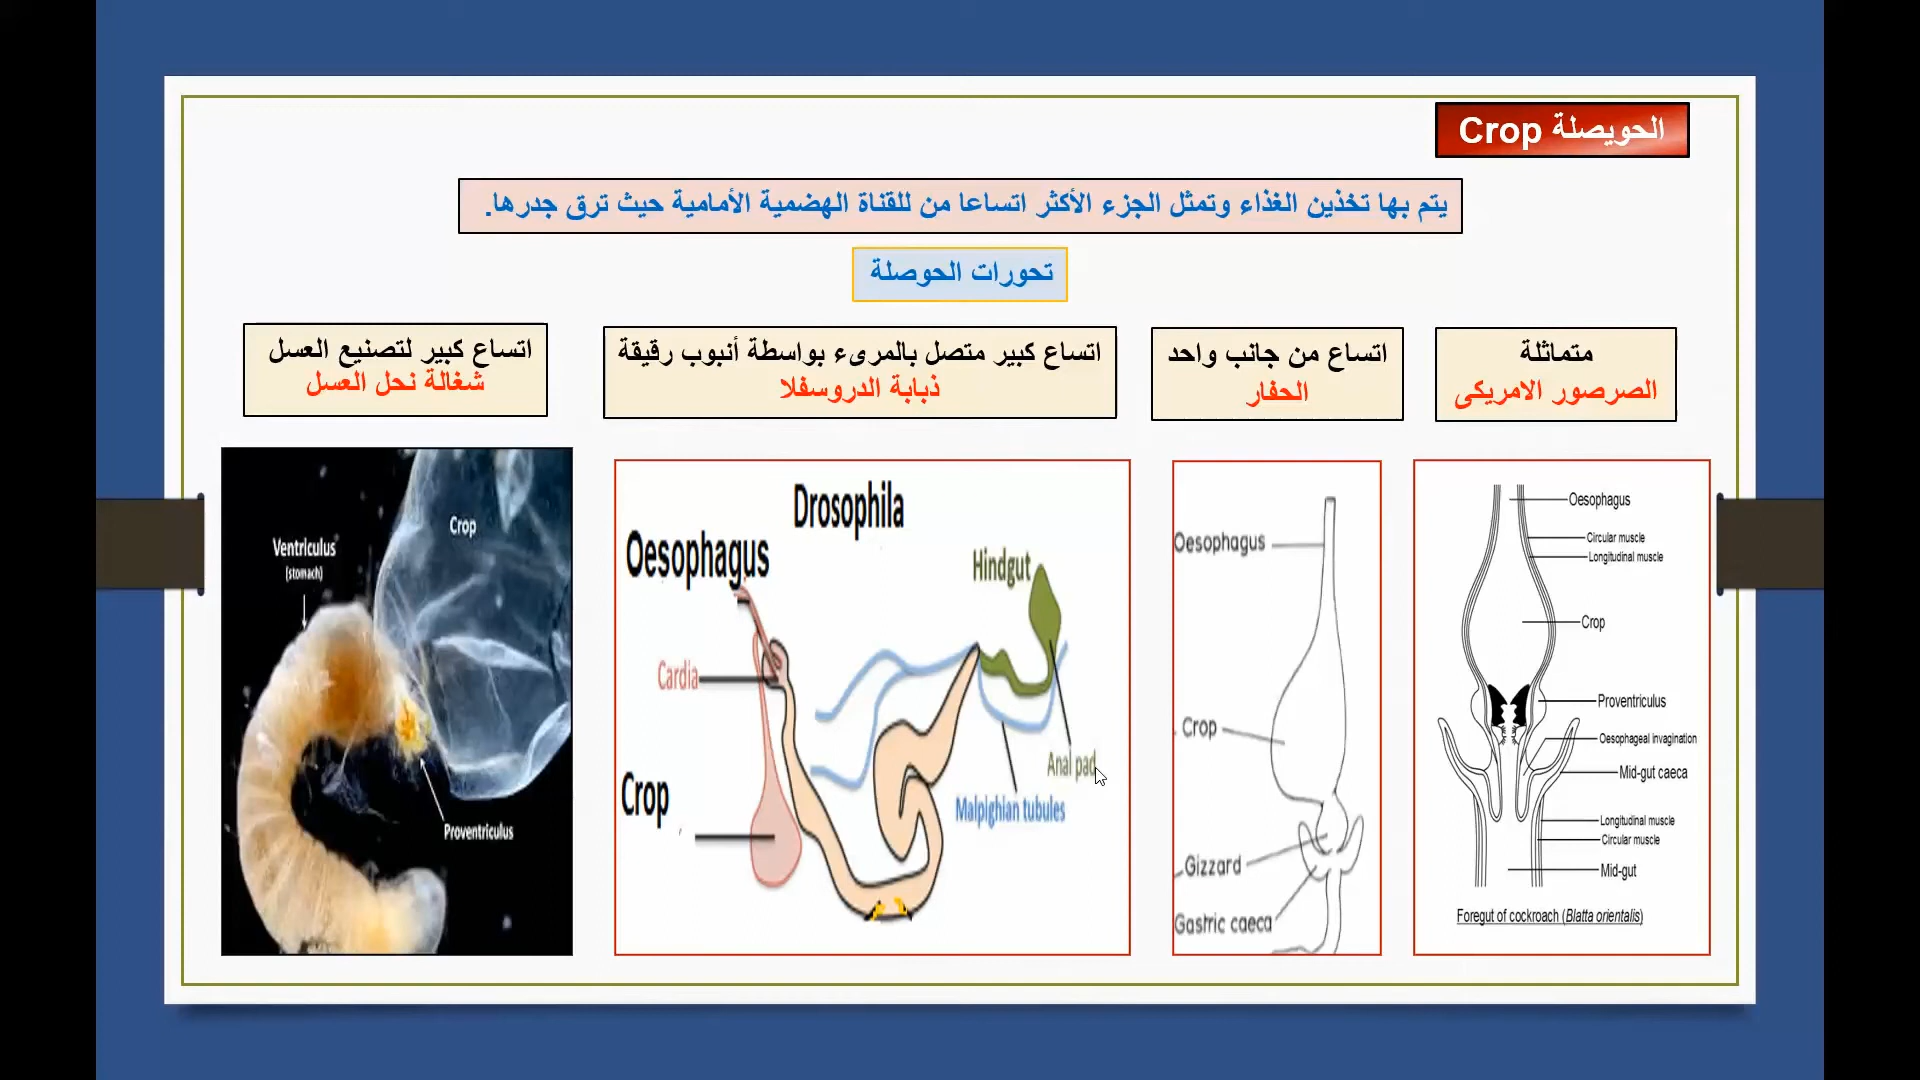 الحويصلة Crop
يتم بها تخذين الغذاء وتمثل الجزء الأكثر اتساعا من للقناة الهضمية الأمامية حيث ترق جدرها.
تحورات الحوصلة
متماثلة
الصرصور الامريكى
اتساع من جانب واحد
الحفار
اتساع كبير متصل بالمرىء بواسطة أنبوب رقيقة
ذبابة الدروسفلا
اتساع كبير لتصنيع العسل
شغالة نحل العسل
Oesophagus
Circular muscle
Longitudinal muscle
Crop
Proventriculus
Oesophageal invagination
Mid-gut caeca
Longitudinal muscle
Circular muscle
Mid-gut
Foregut of cockroach (Blatta orientalis)
Oesophagus
Crop
Gizzard
Gastric caeca
Drosophila
Oesophagus
Hindgut
Cardia
Anal pad
Crop
Malpighian tubules
Crop
Ventriculus
(stomach)
Proventriculus